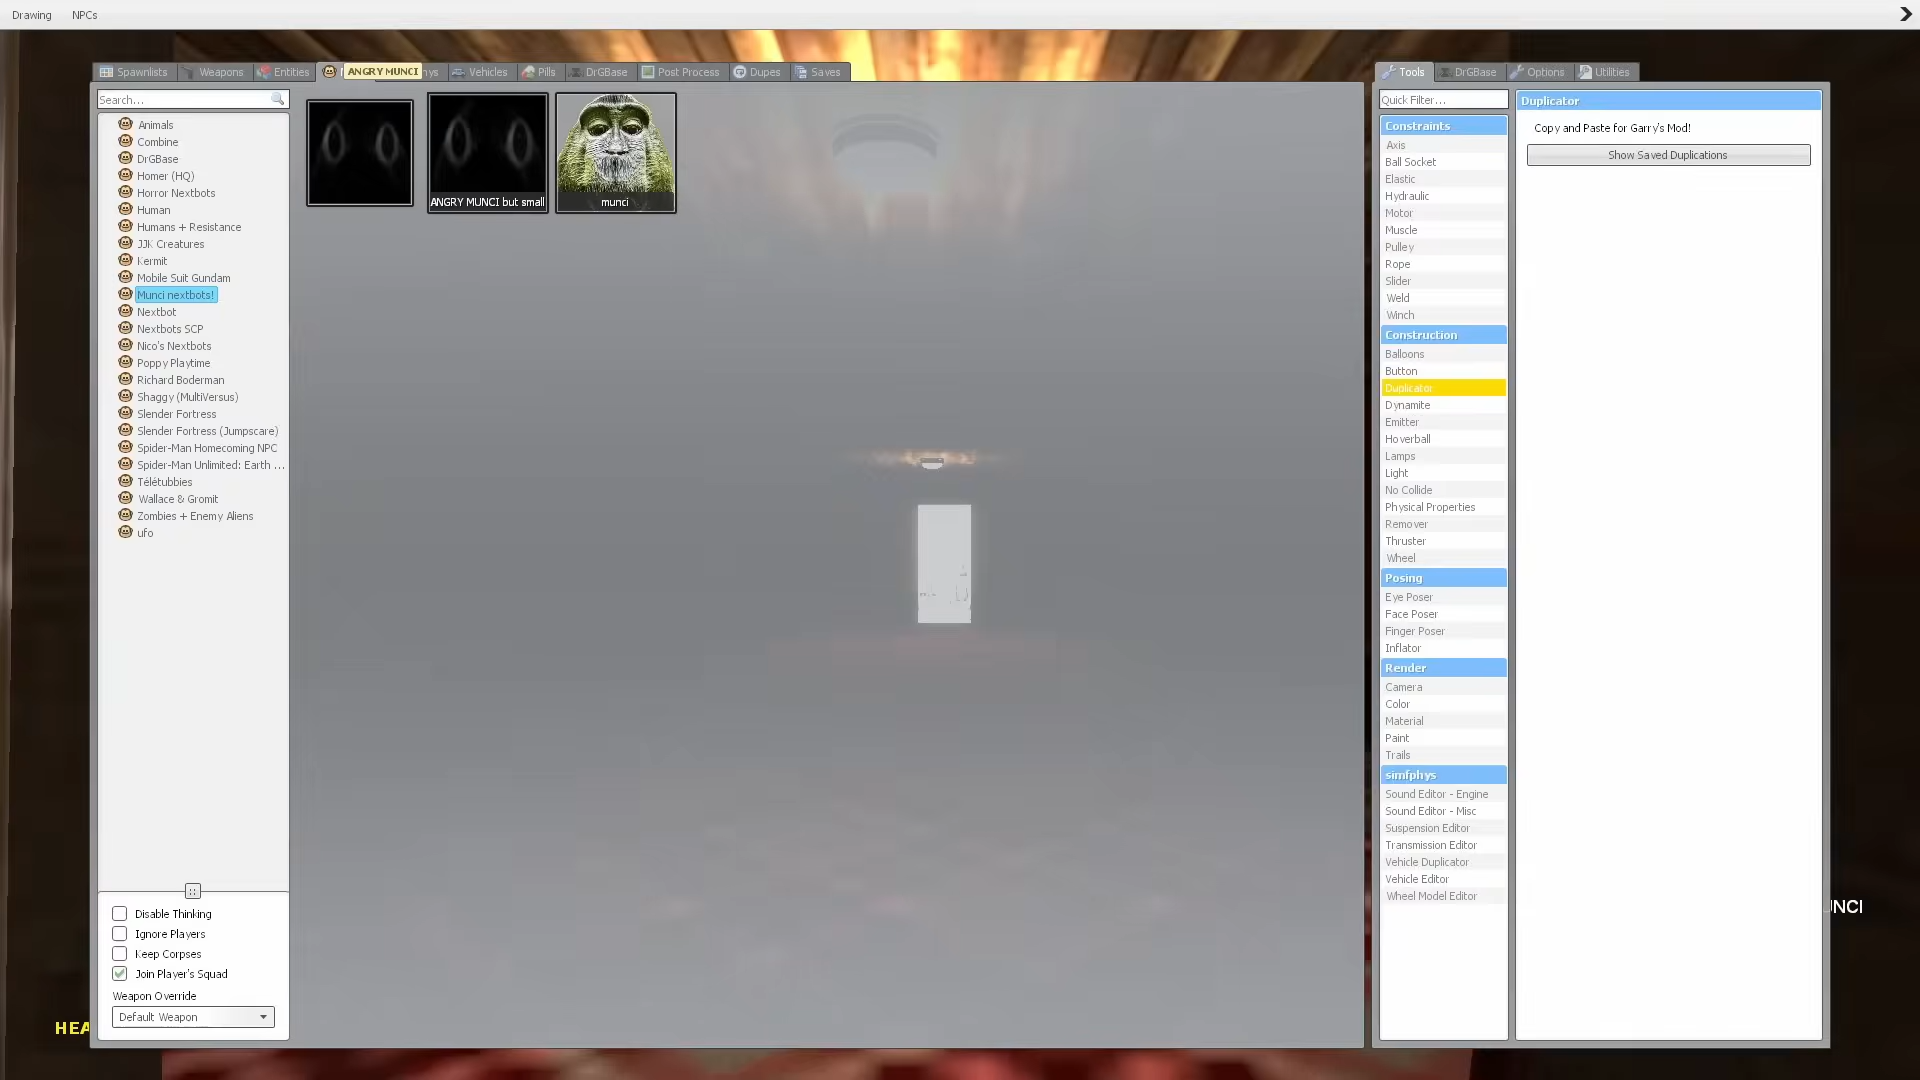 Drawing NPCs
Spawnlists Weapons Entities ANGRY MUNCI Vehicles Pills DrGBase Post Process Dupes Saves
Search...
Animals
Combine
DrGBase
Homer (HQ)
Horror Nextbots
Human
Humans + Resistance
JJK Creatures
Kermit
Mobile Suit Gundam
Munci nextbots!
Nextbot
Nextbots SCP
Nico's Nextbots
Poppy Playtime
Richard Boderman
Shaggy (MultiVersus)
Slender Fortress
Slender Fortress (Jumpscare)
Spider-Man Homecoming NPC
Spider-Man Unlimited: Earth ...
Télétubbies
Wallace & Gromit
Zombies + Enemy Aliens
ufo
Disable Thinking
Ignore Players
Keep Corpses
Join Player's Squad
Weapon Override
Default Weapon
HEA
ANGRY MUNCI but small
munci
Tools DrGBase Options Utilities
Quick Filter...
Constraints
Axis
Ball Socket
Elastic
Hydraulic
Motor
Muscle
Pulley
Rope
Slider
Weld
Winch
Construction
Balloons
Button
Duplicator
Dynamite
Emitter
Hoverball
Lamps
Light
No Collide
Physical Properties
Remover
Thruster
Wheel
Posing
Eye Poser
Face Poser
Finger Poser
Inflator
Render
Camera
Color
Material
Paint
Trails
simfphys
Sound Editor - Engine
Sound Editor - Misc
Suspension Editor
Transmission Editor
Vehicle Duplicator
Vehicle Editor
Wheel Model Editor
Duplicator
Copy and Paste for Garry's Mod!
Show Saved Duplications
UNCI